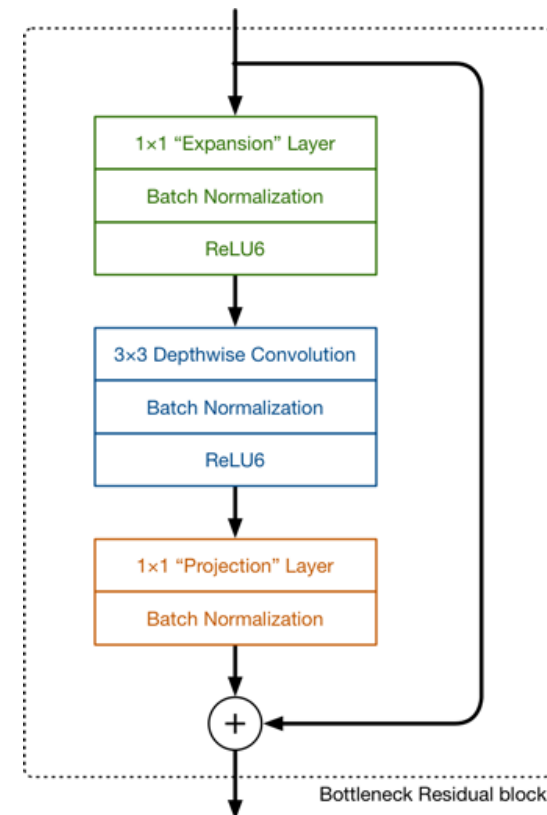 1×1 “Expansion” Layer
Batch Normalization
ReLU6
3×3 Depthwise Convolution
Batch Normalization
ReLU6
1×1 “Projection” Layer
Batch Normalization
+
Bottleneck Residual block